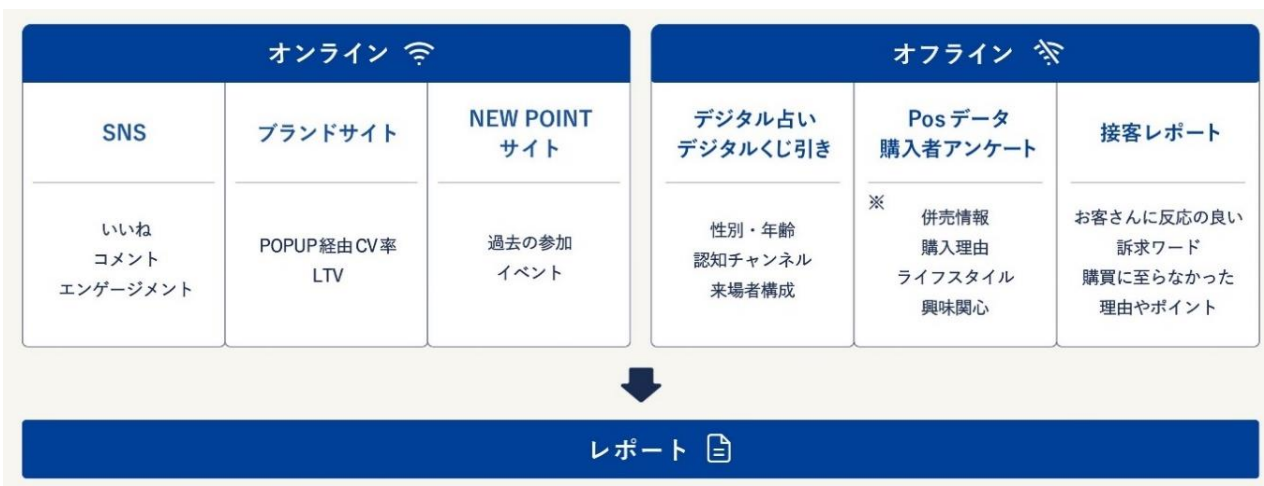 オンライン
オフライン
SNS
ブランドサイト
NEW POINT
サイト
デジタル占い
デジタルくじ引き
Posデータ
購入者アンケート
接客レポート
いいね
コメント
エンゲージメント
POPUP経由CV率
LTV
過去の参加
イベント
性別・年齢
認知チャンネル
来場者構成
※
併売情報
購入理由
ライフスタイル
興味関心
お客さんに反応の良い
訴求ワード
購買に至らなかった
理由やポイント
レポート